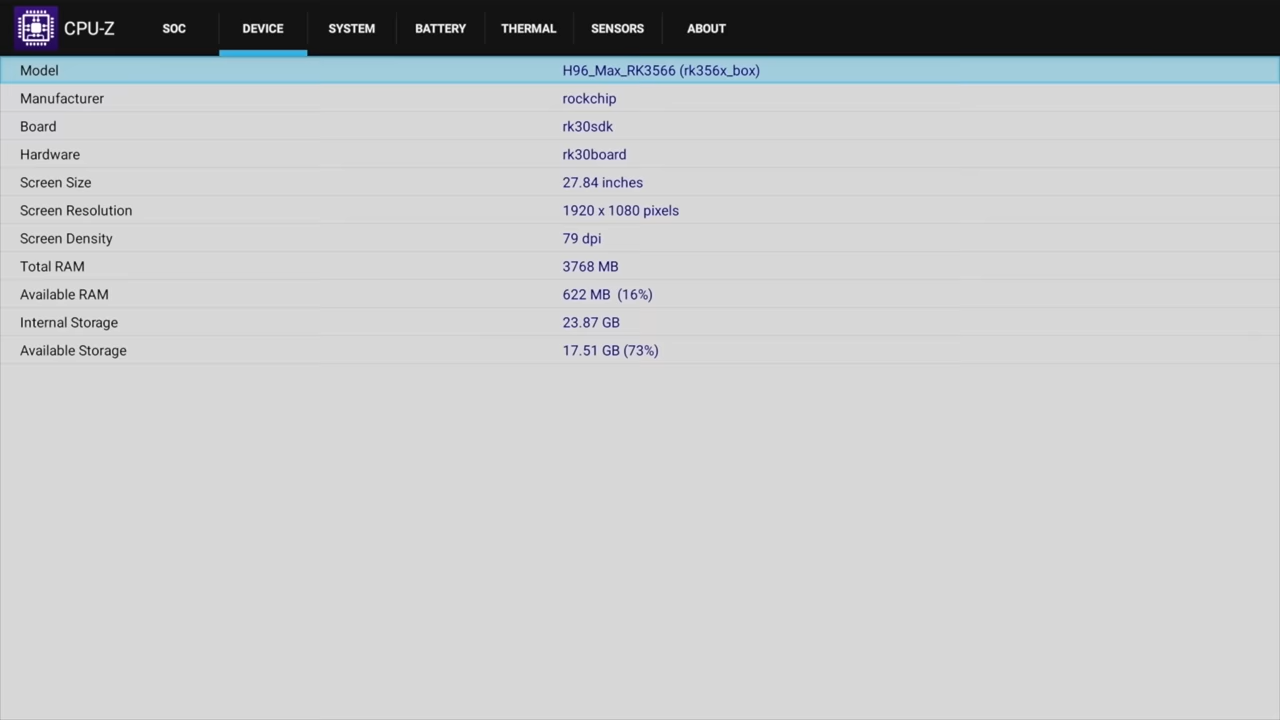 CPU-Z SOC DEVICE SYSTEM BATTERY THERMAL SENSORS ABOUT
Model H96_Max_RK3566 (rk356x_box)
Manufacturer rockchip
Board rk30sdk
Hardware rk30board
Screen Size 27.84 inches
Screen Resolution 1920 x 1080 pixels
Screen Density 79 dpi
Total RAM 3768 MB
Available RAM 622 MB (16%)
Internal Storage 23.87 GB
Available Storage 17.51 GB (73%)